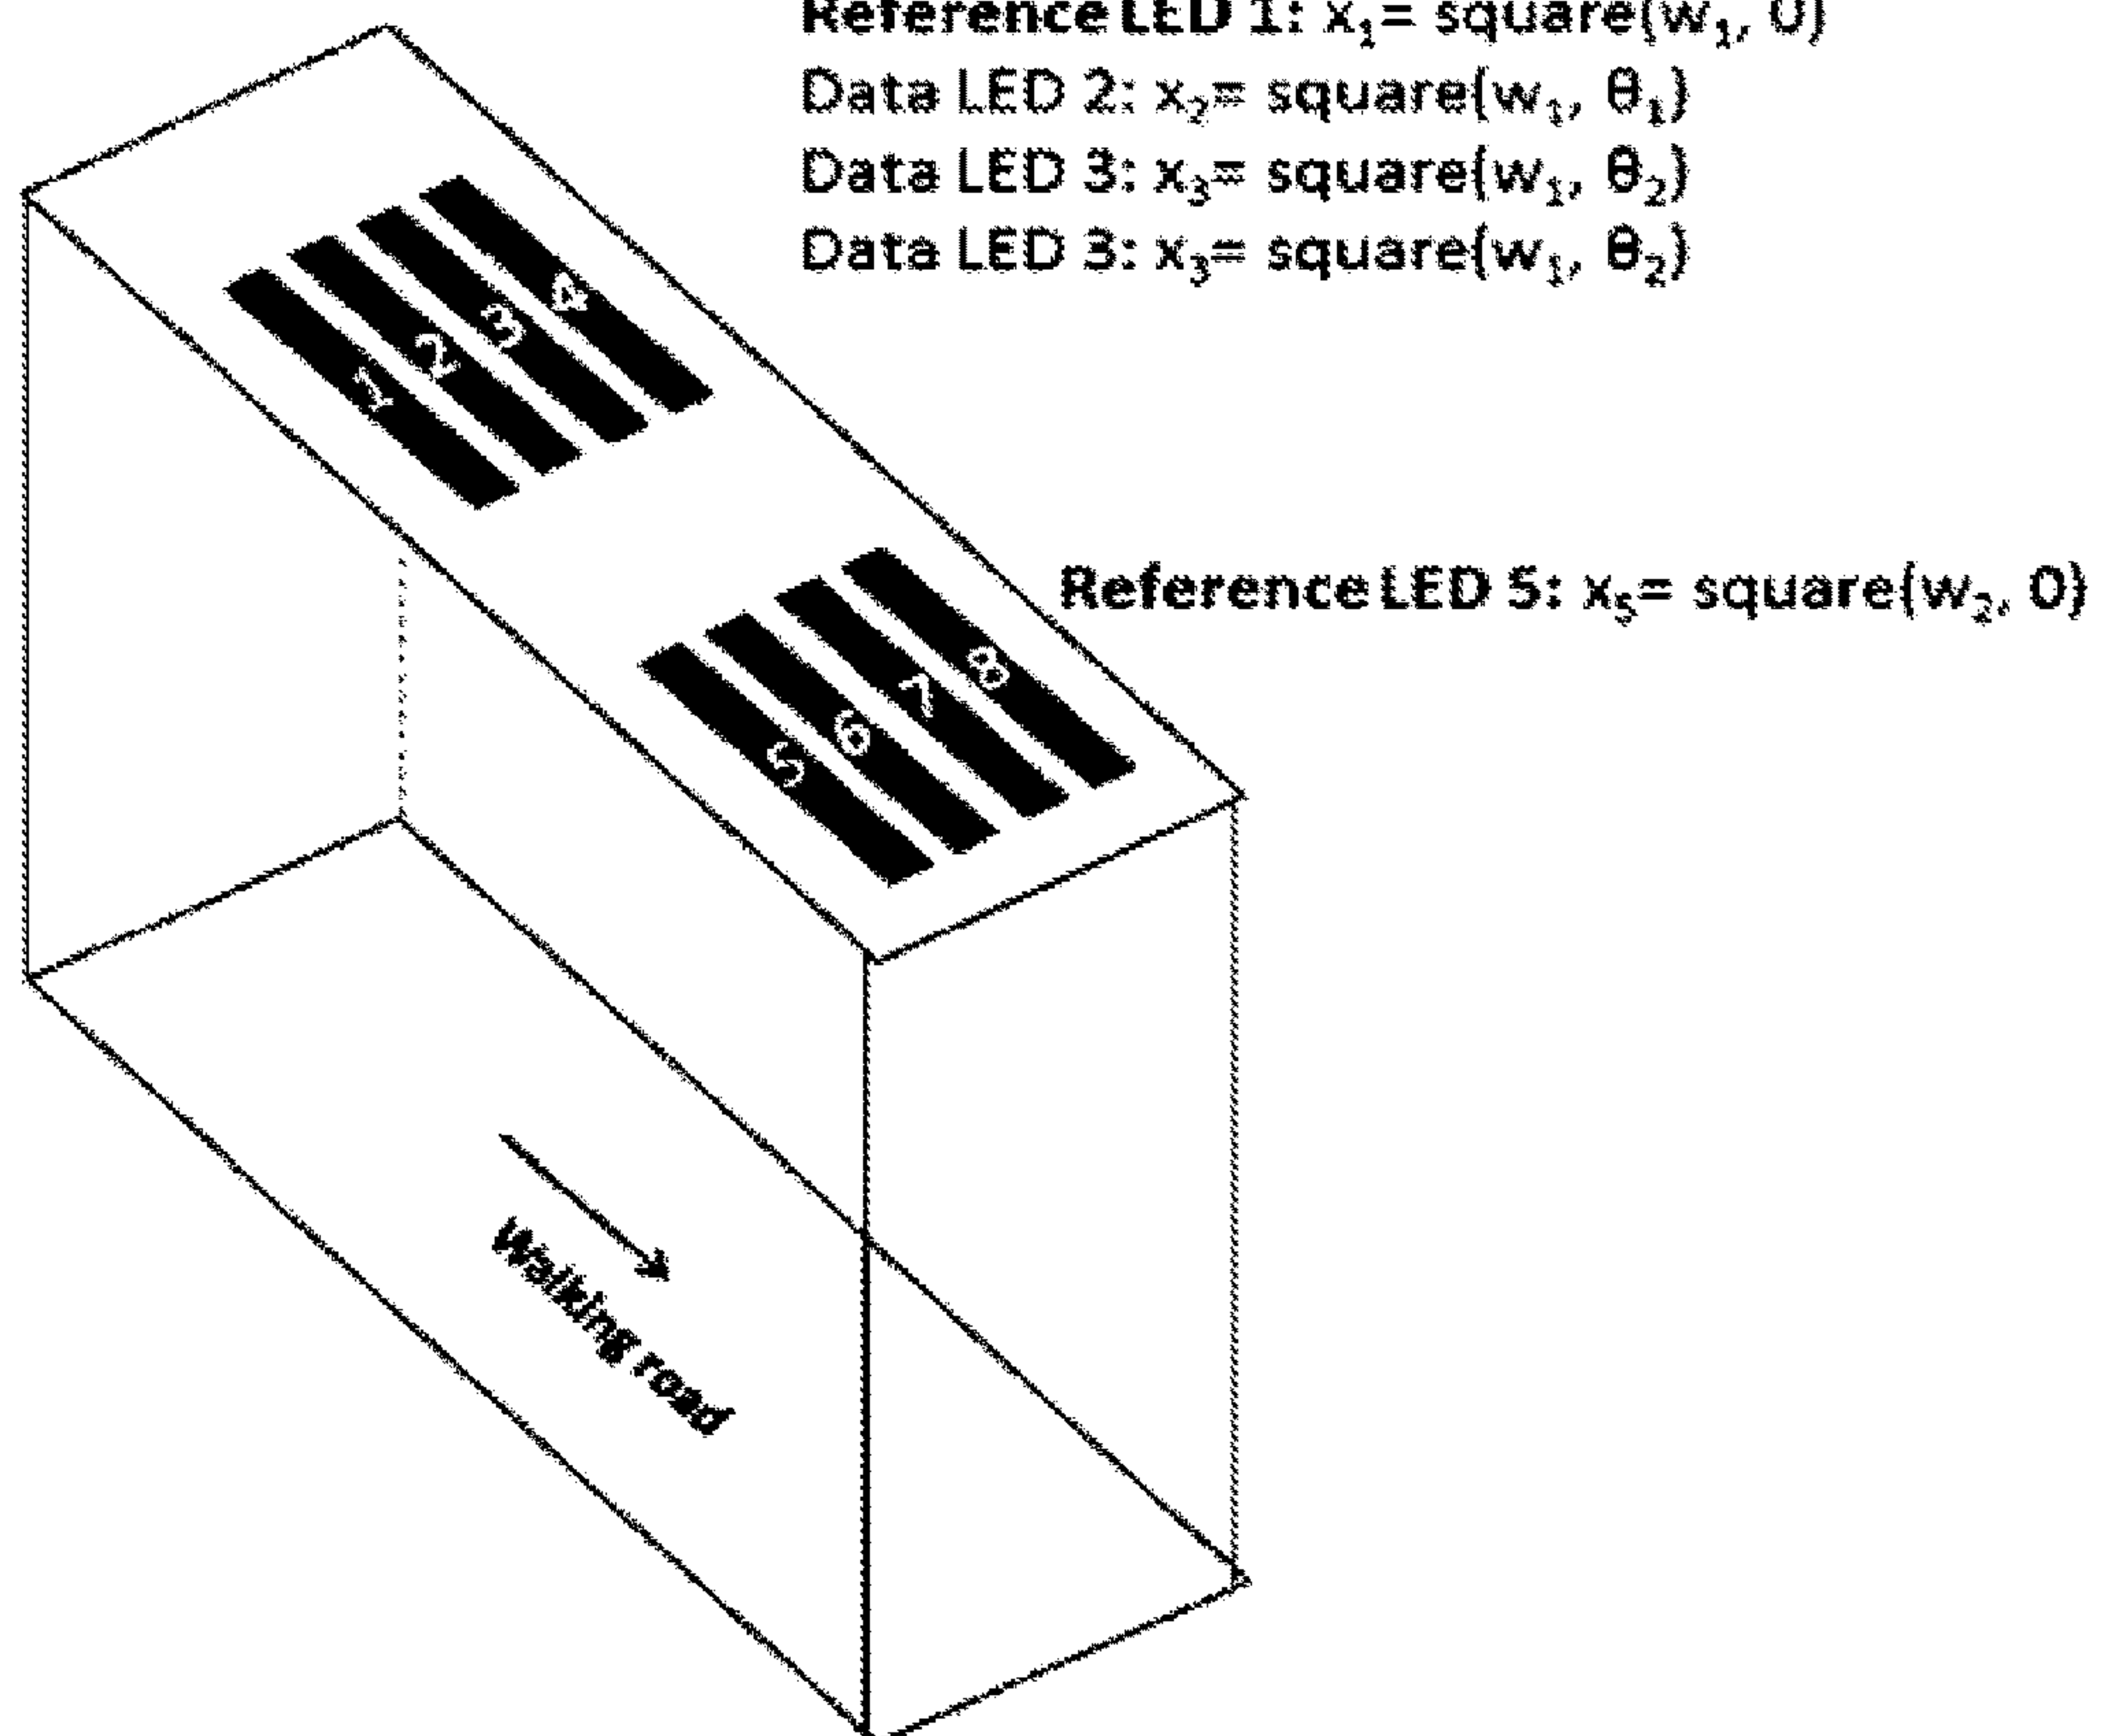 Reference LED 1: x₁= square(w₁, 0)
Data LED 2: x₂= square(w₁, θ₁)
Data LED 3: x₃= square(w₁, θ₂)
Data LED 3: x₃= square(w₁, θ₂)
4
3
2
1
Reference LED 5: x₅= square(w₂, 0)
8
7
6
5
Walking road